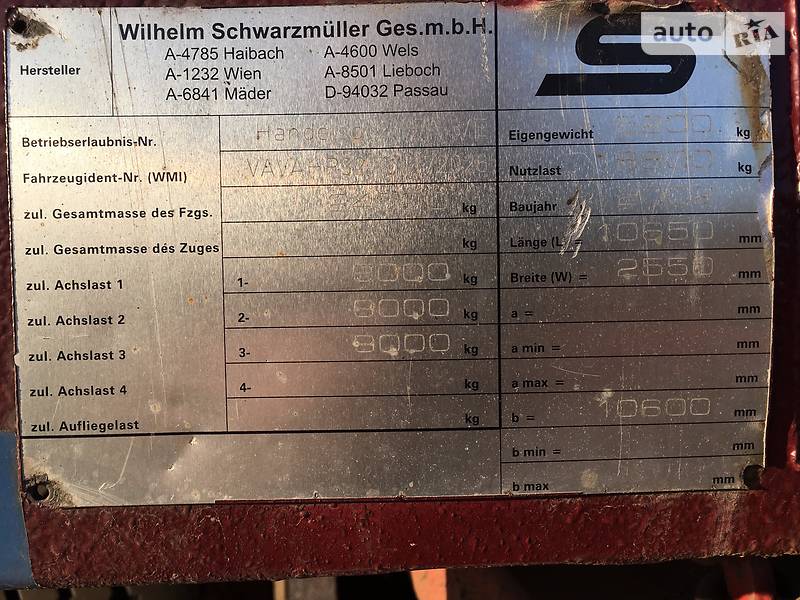 auto RIA
Hersteller
Wilhelm Schwarzmüller Ges.m.b.H.
A-4785 Haibach A-4600 Wels
A-1232 Wien A-8501 Lieboch
A-6841 Mäder D-94032 Passau
S
Betriebserlaubnis-Nr.
Fahrzeugident-Nr. (WMI)
zul. Gesamtmasse des Fzgs. kg
zul. Gesamtmasse des Zuges kg
zul. Achslast 1 1- kg
zul. Achslast 2 2- kg
zul. Achslast 3 3- kg
zul. Achslast 4 4- kg
zul. Aufliegelast kg
Eigengewicht kg
Nutzlast kg
Baujahr
Länge (L) = 10650 mm
Breite (W) = 2550 mm
a = mm
a min = mm
a max = mm
b = 10600 mm
b min = mm
b max mm